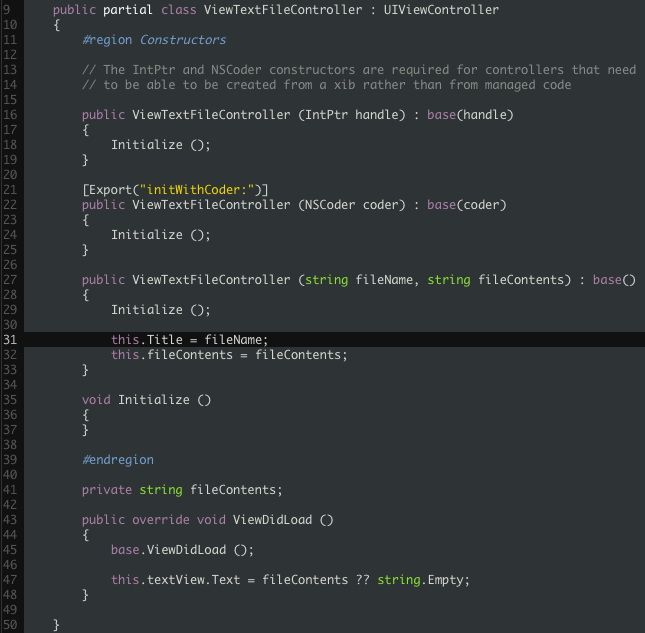 9 public partial class ViewTextFileController : UIViewController
10 {
11 #region Constructors
12
13 // The IntPtr and NSCoder constructors are required for controllers that need
14 // to be able to be created from a xib rather than from managed code
15
16 public ViewTextFileController (IntPtr handle) : base(handle)
17 {
18 Initialize ();
19 }
20
21 [Export("initWithCoder:")]
22 public ViewTextFileController (NSCoder coder) : base(coder)
23 {
24 Initialize ();
25 }
26
27 public ViewTextFileController (string fileName, string fileContents) : base()
28 {
29 Initialize ();
30
31 this.Title = fileName;
32 this.fileContents = fileContents;
33 }
34
35 void Initialize ()
36 {
37 }
38
39 #endregion
40
41 private string fileContents;
42
43 public override void ViewDidLoad ()
44 {
45 base.ViewDidLoad ();
46
47 this.textView.Text = fileContents ?? string.Empty;
48 }
49
50 }